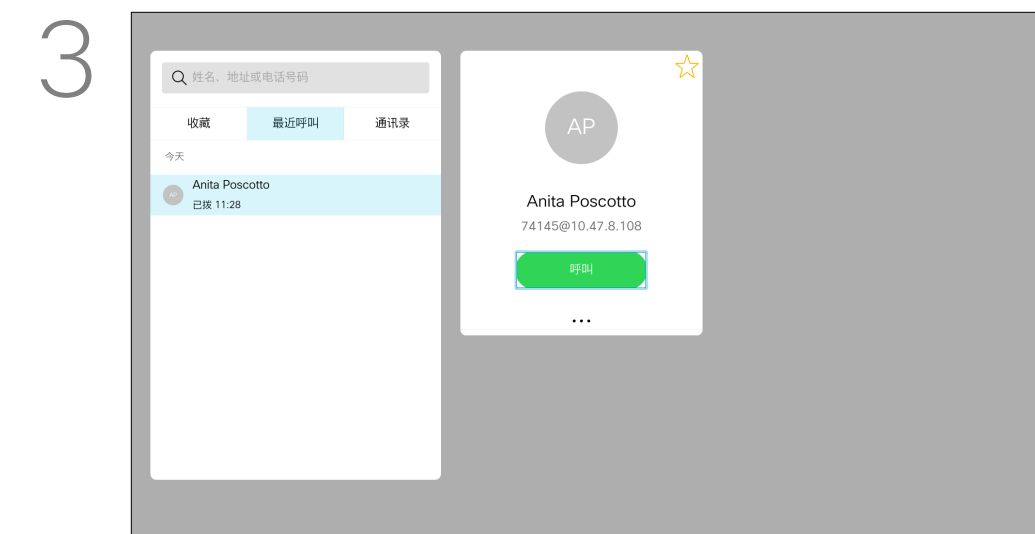 3
姓名、地址或电话号码
收藏 最近呼叫 通讯录
今天
AP
Anita Poscotto
已拨 11:28
AP
Anita Poscotto
74145@10.47.8.108
呼叫
...